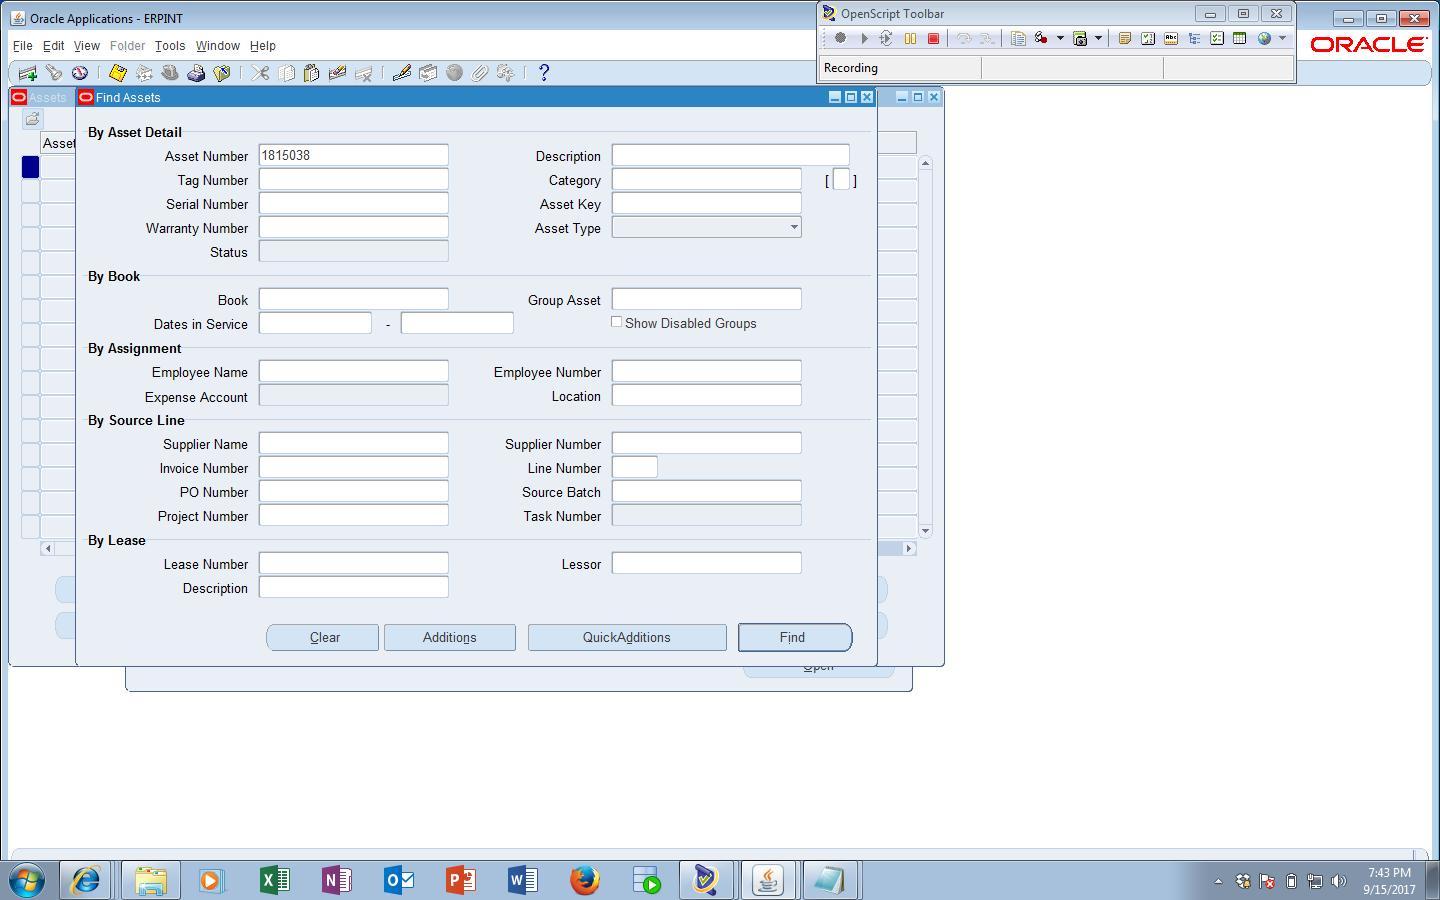 Oracle Applications - ERPINT
OpenScript Toolbar
File Edit View Folder Tools Window Help
ORACLE
Recording
Assets
Find Assets
Asset
By Asset Detail
Asset Number 1815038 Description
Tag Number Category [ ]
Serial Number Asset Key
Warranty Number Asset Type
Status
By Book
Book Group Asset
Dates in Service - Show Disabled Groups
By Assignment
Employee Name Employee Number
Expense Account Location
By Source Line
Supplier Name Supplier Number
Invoice Number Line Number
PO Number Source Batch
Project Number Task Number
By Lease
Lease Number Lessor
Description
Clear Additions QuickAdditions Find
Open
7:43 PM
9/15/2017